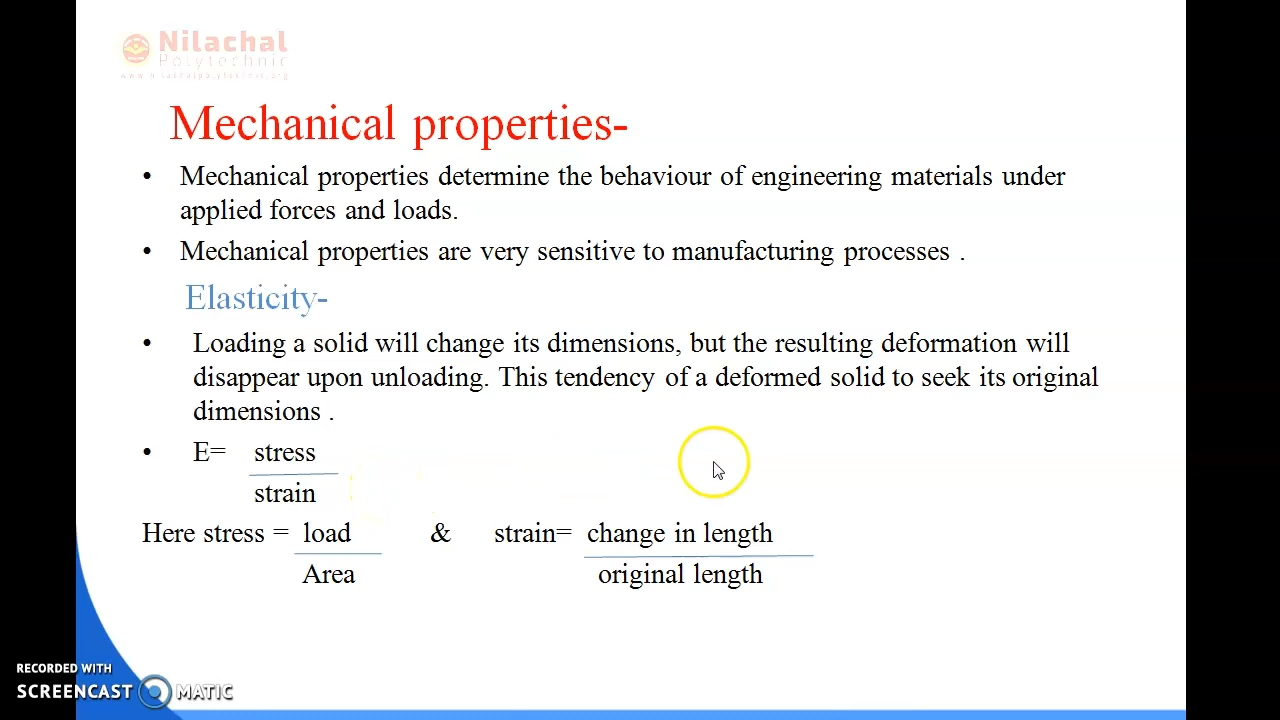 Nilachal
Polytechnic
www.nilachalpolytechnic.org
Mechanical properties-
• Mechanical properties determine the behaviour of engineering materials under
applied forces and loads.
• Mechanical properties are very sensitive to manufacturing processes .
Elasticity-
• Loading a solid will change its dimensions, but the resulting deformation will
disappear upon unloading. This tendency of a deformed solid to seek its original
dimensions .
• E= stress
strain
Here stress = load & strain= change in length
Area original length
RECORDED WITH
SCREENCAST MATIC